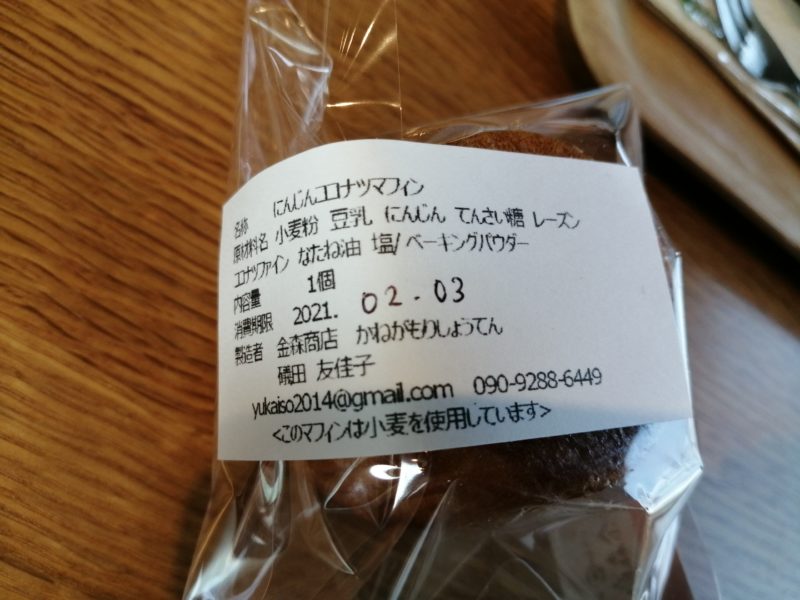 名称 にんじんココナツマフィン
原材料名 小麦粉 豆乳 にんじん てんさい糖 レーズン
ココナツファイン なたね油 塩/ベーキングパウダー
内容量 1個
消費期限 2021. 02.03
製造者 金森商店 かねがもりしょうてん
礒田 友佳子
yukaiso2014@gmail.com 090-9288-6449
<このマフィンは小麦を使用しています>